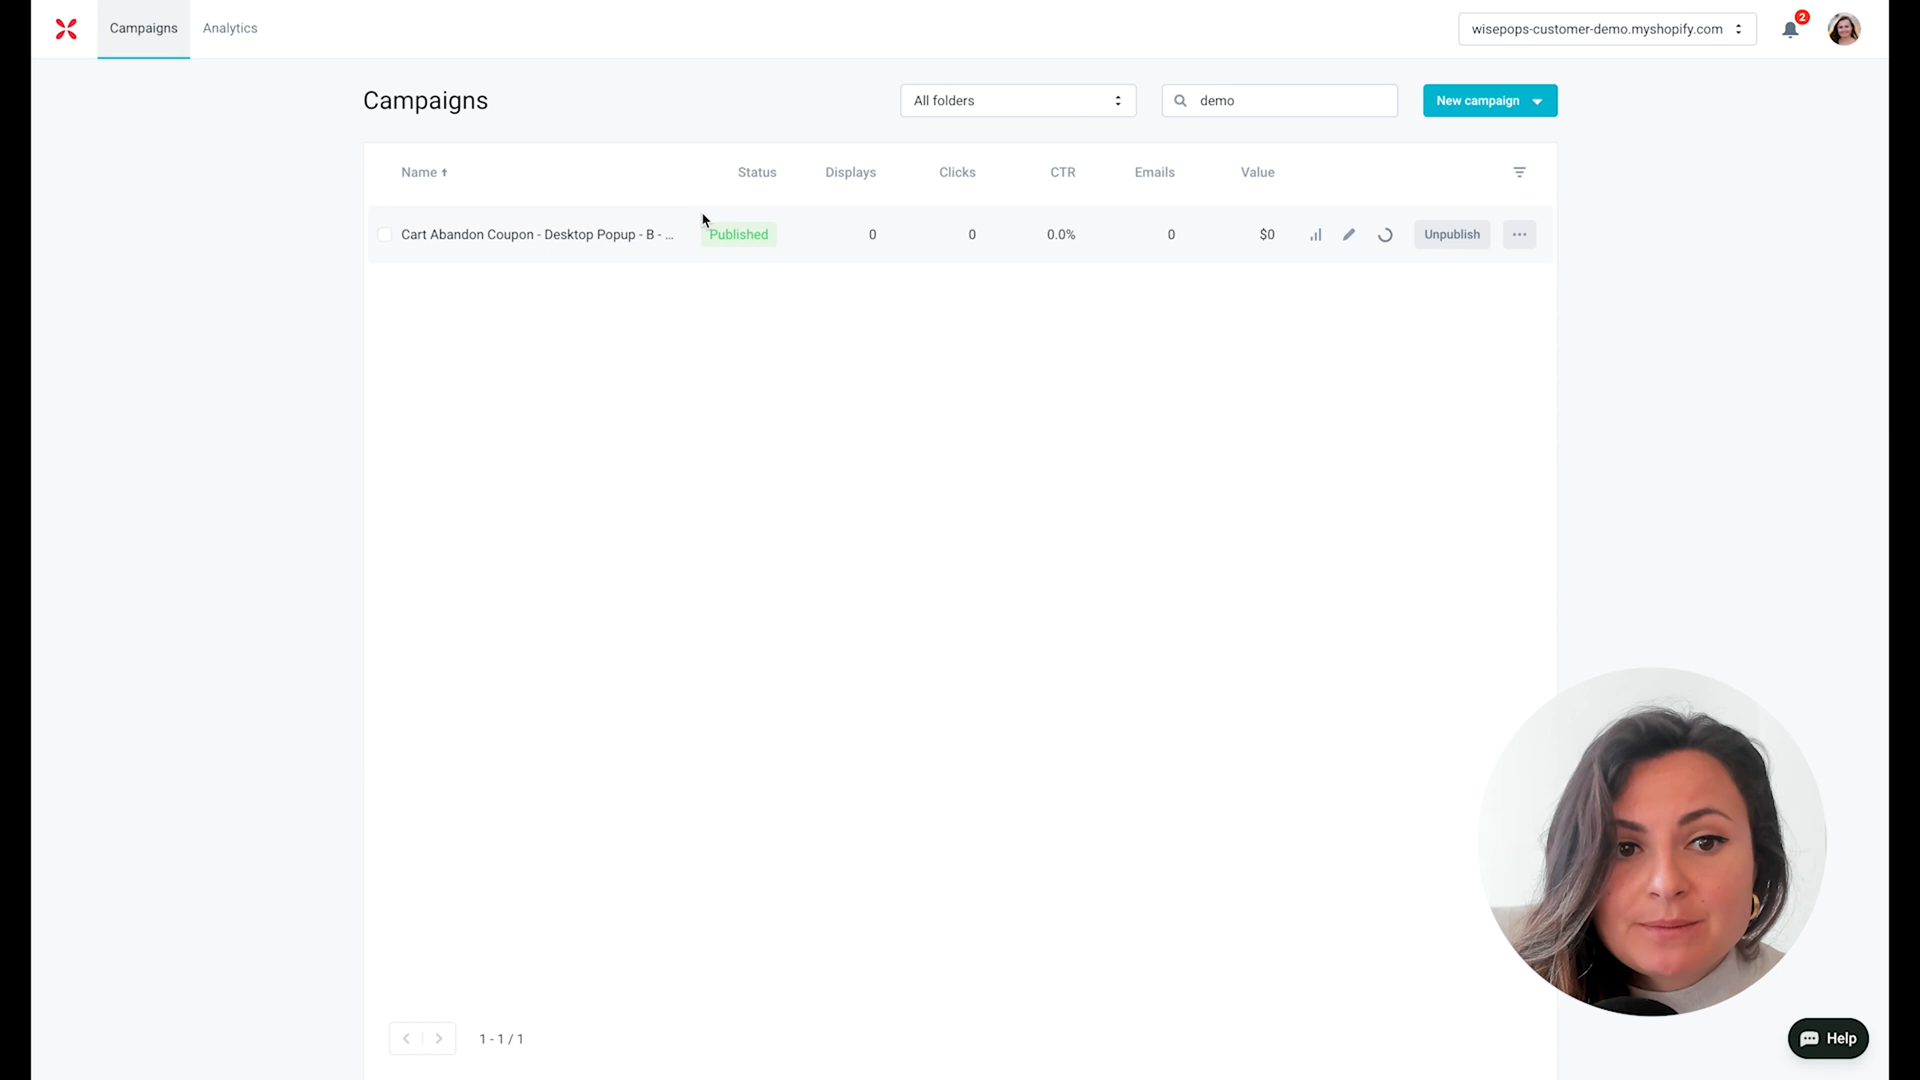 Campaigns
Analytics
wisepops-customer-demo.myshopify.com
2
Campaigns
All folders
demo
New campaign
Name Status Displays Clicks CTR Emails Value
Cart Abandon Coupon - Desktop Popup - B - ... Published 0 0 0.0% 0 $0 Unpublish
1 - 1 / 1
Help